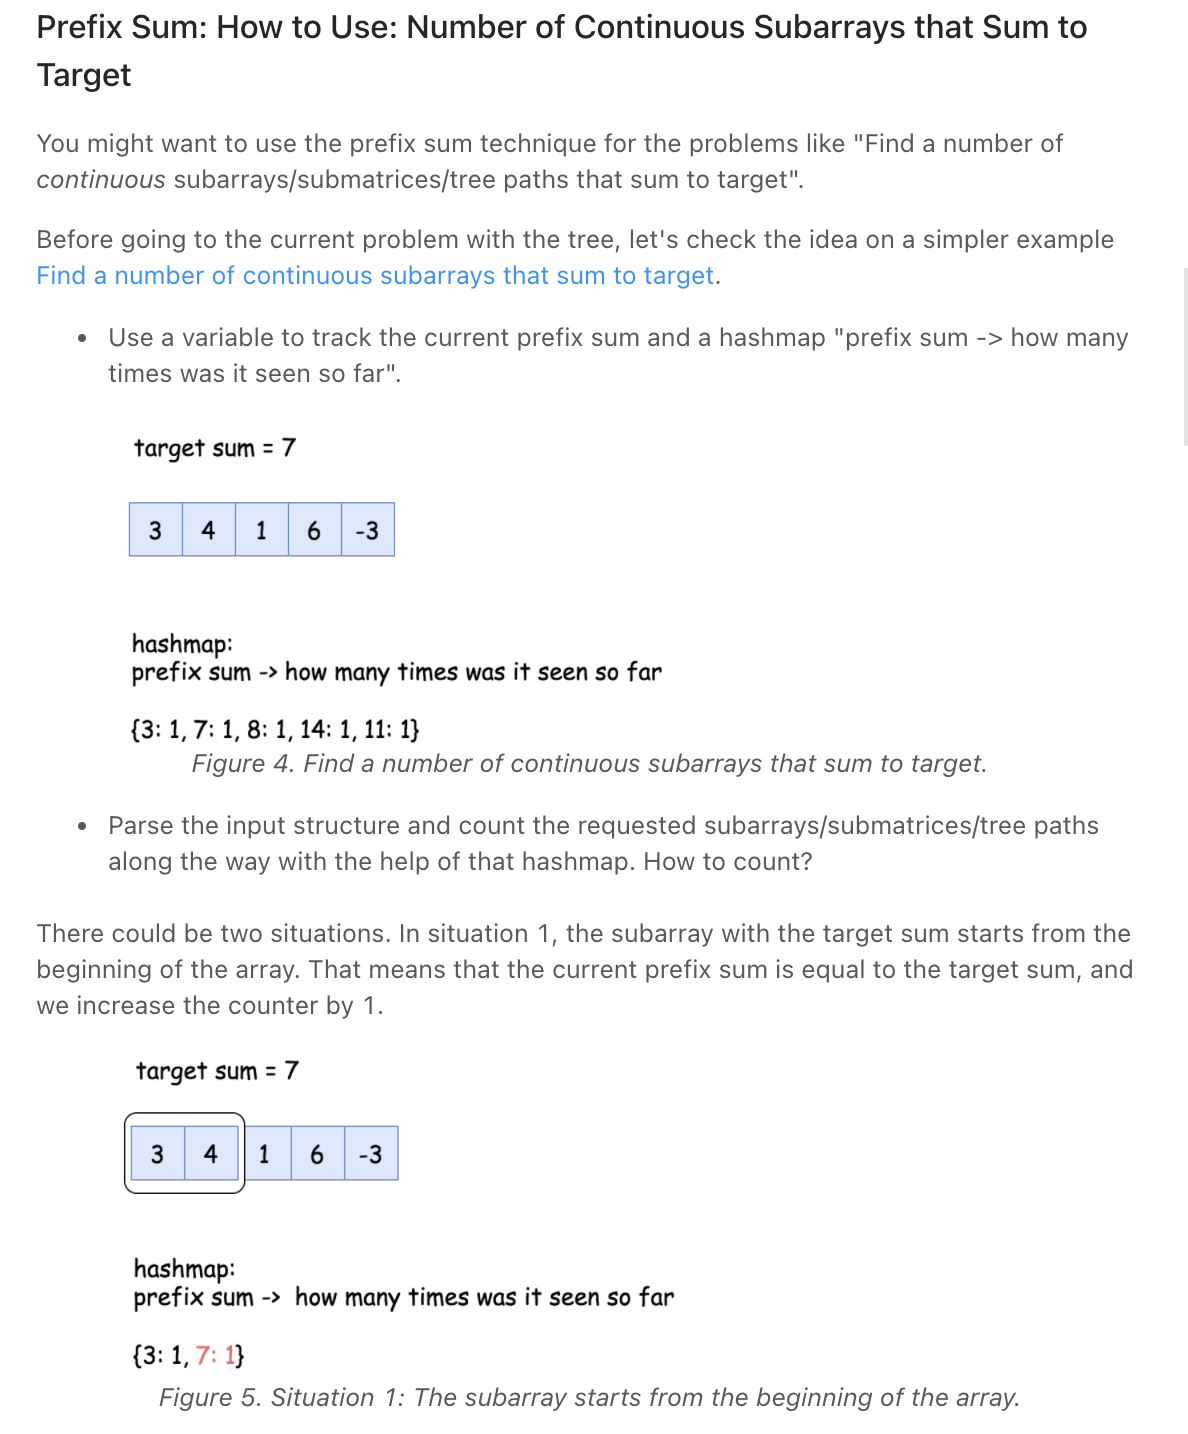 Prefix Sum: How to Use: Number of Continuous Subarrays that Sum to
Target
You might want to use the prefix sum technique for the problems like "Find a number of
continuous subarrays/submatrices/tree paths that sum to target".
Before going to the current problem with the tree, let's check the idea on a simpler example
Find a number of continuous subarrays that sum to target.
• Use a variable to track the current prefix sum and a hashmap "prefix sum -> how many
times was it seen so far".
target sum = 7
3 4 1 6 -3
hashmap:
prefix sum -> how many times was it seen so far
{3: 1, 7: 1, 8: 1, 14: 1, 11: 1}
Figure 4. Find a number of continuous subarrays that sum to target.
• Parse the input structure and count the requested subarrays/submatrices/tree paths
along the way with the help of that hashmap. How to count?
There could be two situations. In situation 1, the subarray with the target sum starts from the
beginning of the array. That means that the current prefix sum is equal to the target sum, and
we increase the counter by 1.
target sum = 7
3 4 1 6 -3
hashmap:
prefix sum -> how many times was it seen so far
{3: 1, 7: 1}
Figure 5. Situation 1: The subarray starts from the beginning of the array.